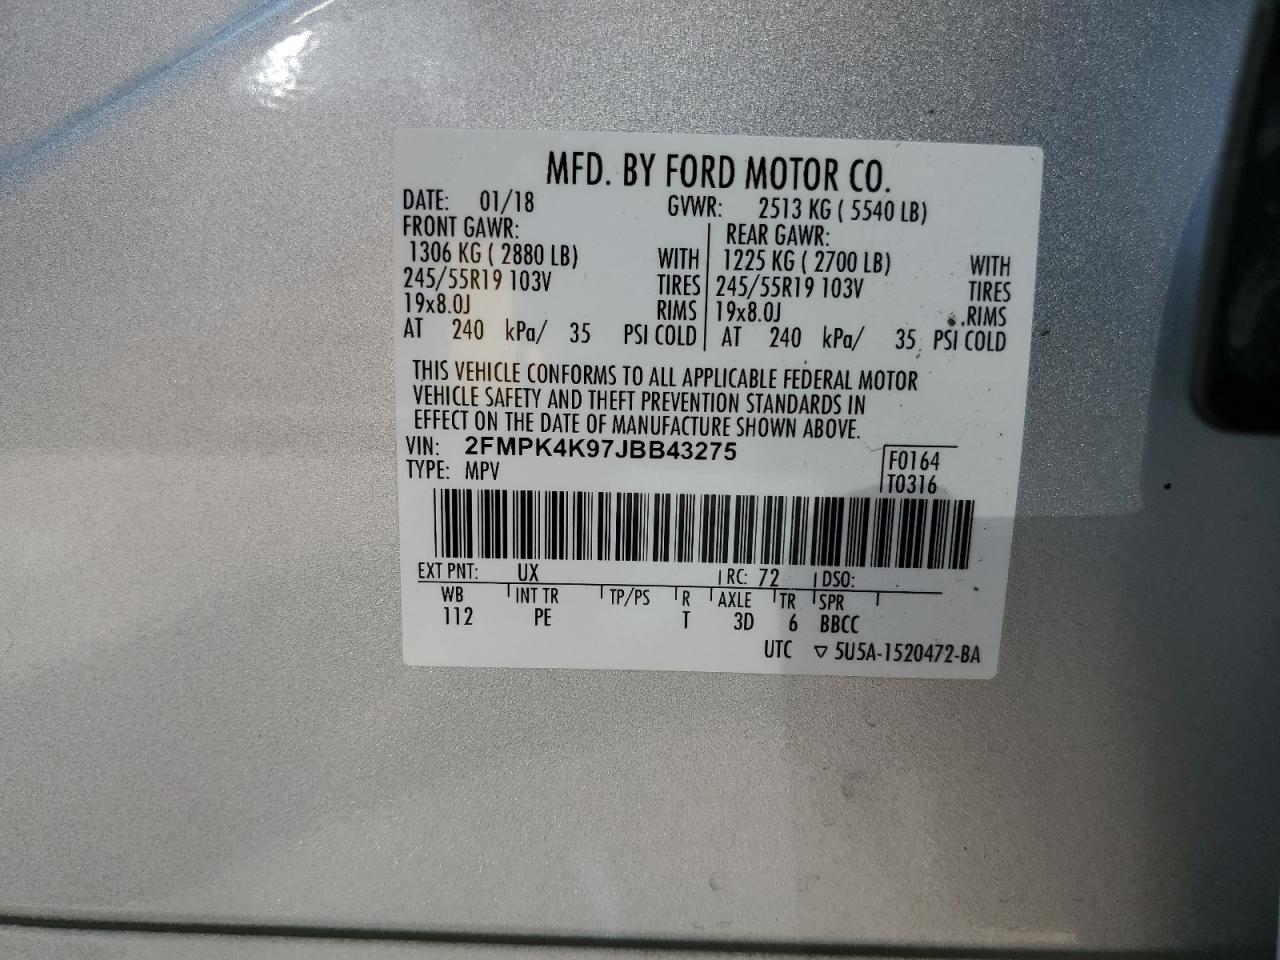 MFD. BY FORD MOTOR CO.
DATE: 01/18 GVWR: 2513 KG ( 5540 LB)
FRONT GAWR: REAR GAWR:
1306 KG ( 2880 LB) WITH 1225 KG ( 2700 LB) WITH
245/55R19 103V TIRES 245/55R19 103V TIRES
19x8.0J RIMS 19x8.0J RIMS
AT 240 kPa/ 35 PSI COLD AT 240 kPa/ 35 PSI COLD
THIS VEHICLE CONFORMS TO ALL APPLICABLE FEDERAL MOTOR
VEHICLE SAFETY AND THEFT PREVENTION STANDARDS IN
EFFECT ON THE DATE OF MANUFACTURE SHOWN ABOVE.
VIN: 2FMPK4K97JBB43275 F0164
TYPE: MPV T0316
EXT PNT: UX RC: 72 DSO:
WB INT TR TP/PS R AXLE TR SPR
112 PE T 3D 6 BBCC
UTC ▽ 5U5A-1520472-BA